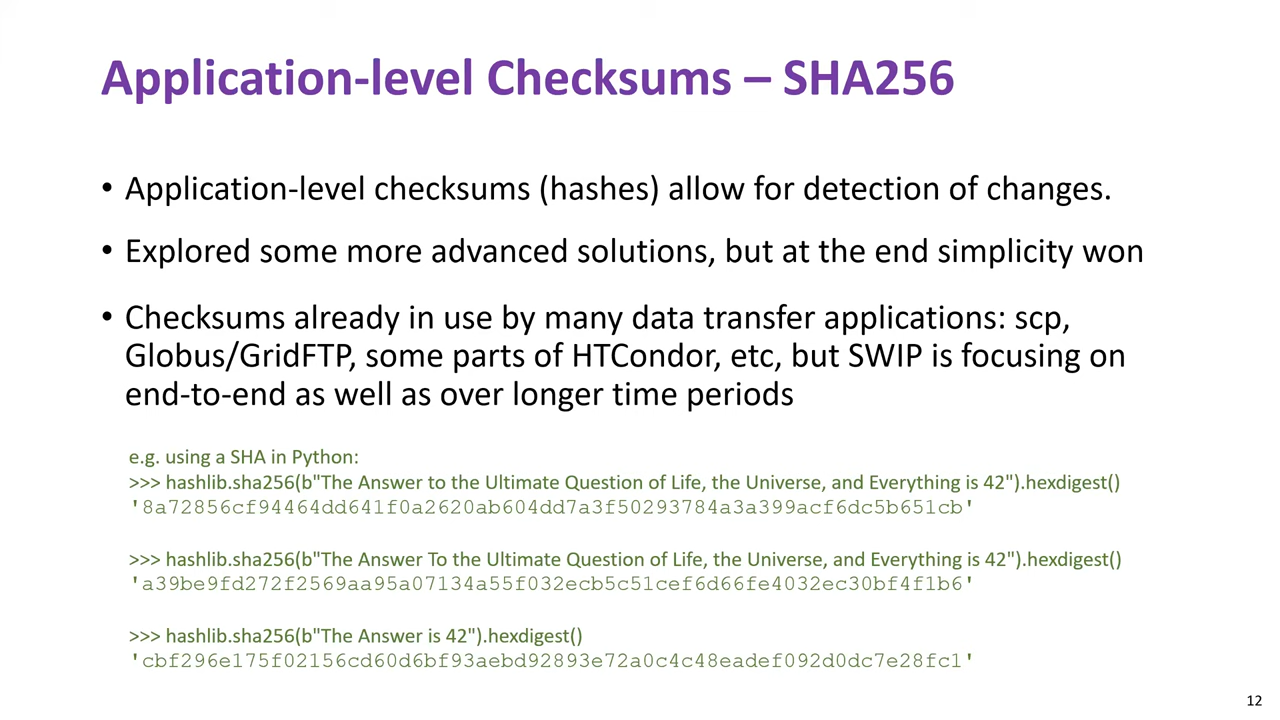 Application-level Checksums – SHA256
• Application-level checksums (hashes) allow for detection of changes.
• Explored some more advanced solutions, but at the end simplicity won
• Checksums already in use by many data transfer applications: scp,
Globus/GridFTP, some parts of HTCondor, etc, but SWIP is focusing on
end-to-end as well as over longer time periods
e.g. using a SHA in Python:
>>> hashlib.sha256(b"The Answer to the Ultimate Question of Life, the Universe, and Everything is 42").hexdigest()
'8a72856cf94464dd641f0a2620ab604dd7a3f50293784a3a399acf6dc5b651cb'
>>> hashlib.sha256(b"The Answer To the Ultimate Question of Life, the Universe, and Everything is 42").hexdigest()
'a39be9fd272f2569aa95a07134a55f032ecb5c51cef6d66fe4032ec30bf4f1b6'
>>> hashlib.sha256(b"The Answer is 42").hexdigest()
'cbf296e175f02156cd60d6bf93aebd92893e72a0c4c48eadef092d0dc7e28fc1'
12